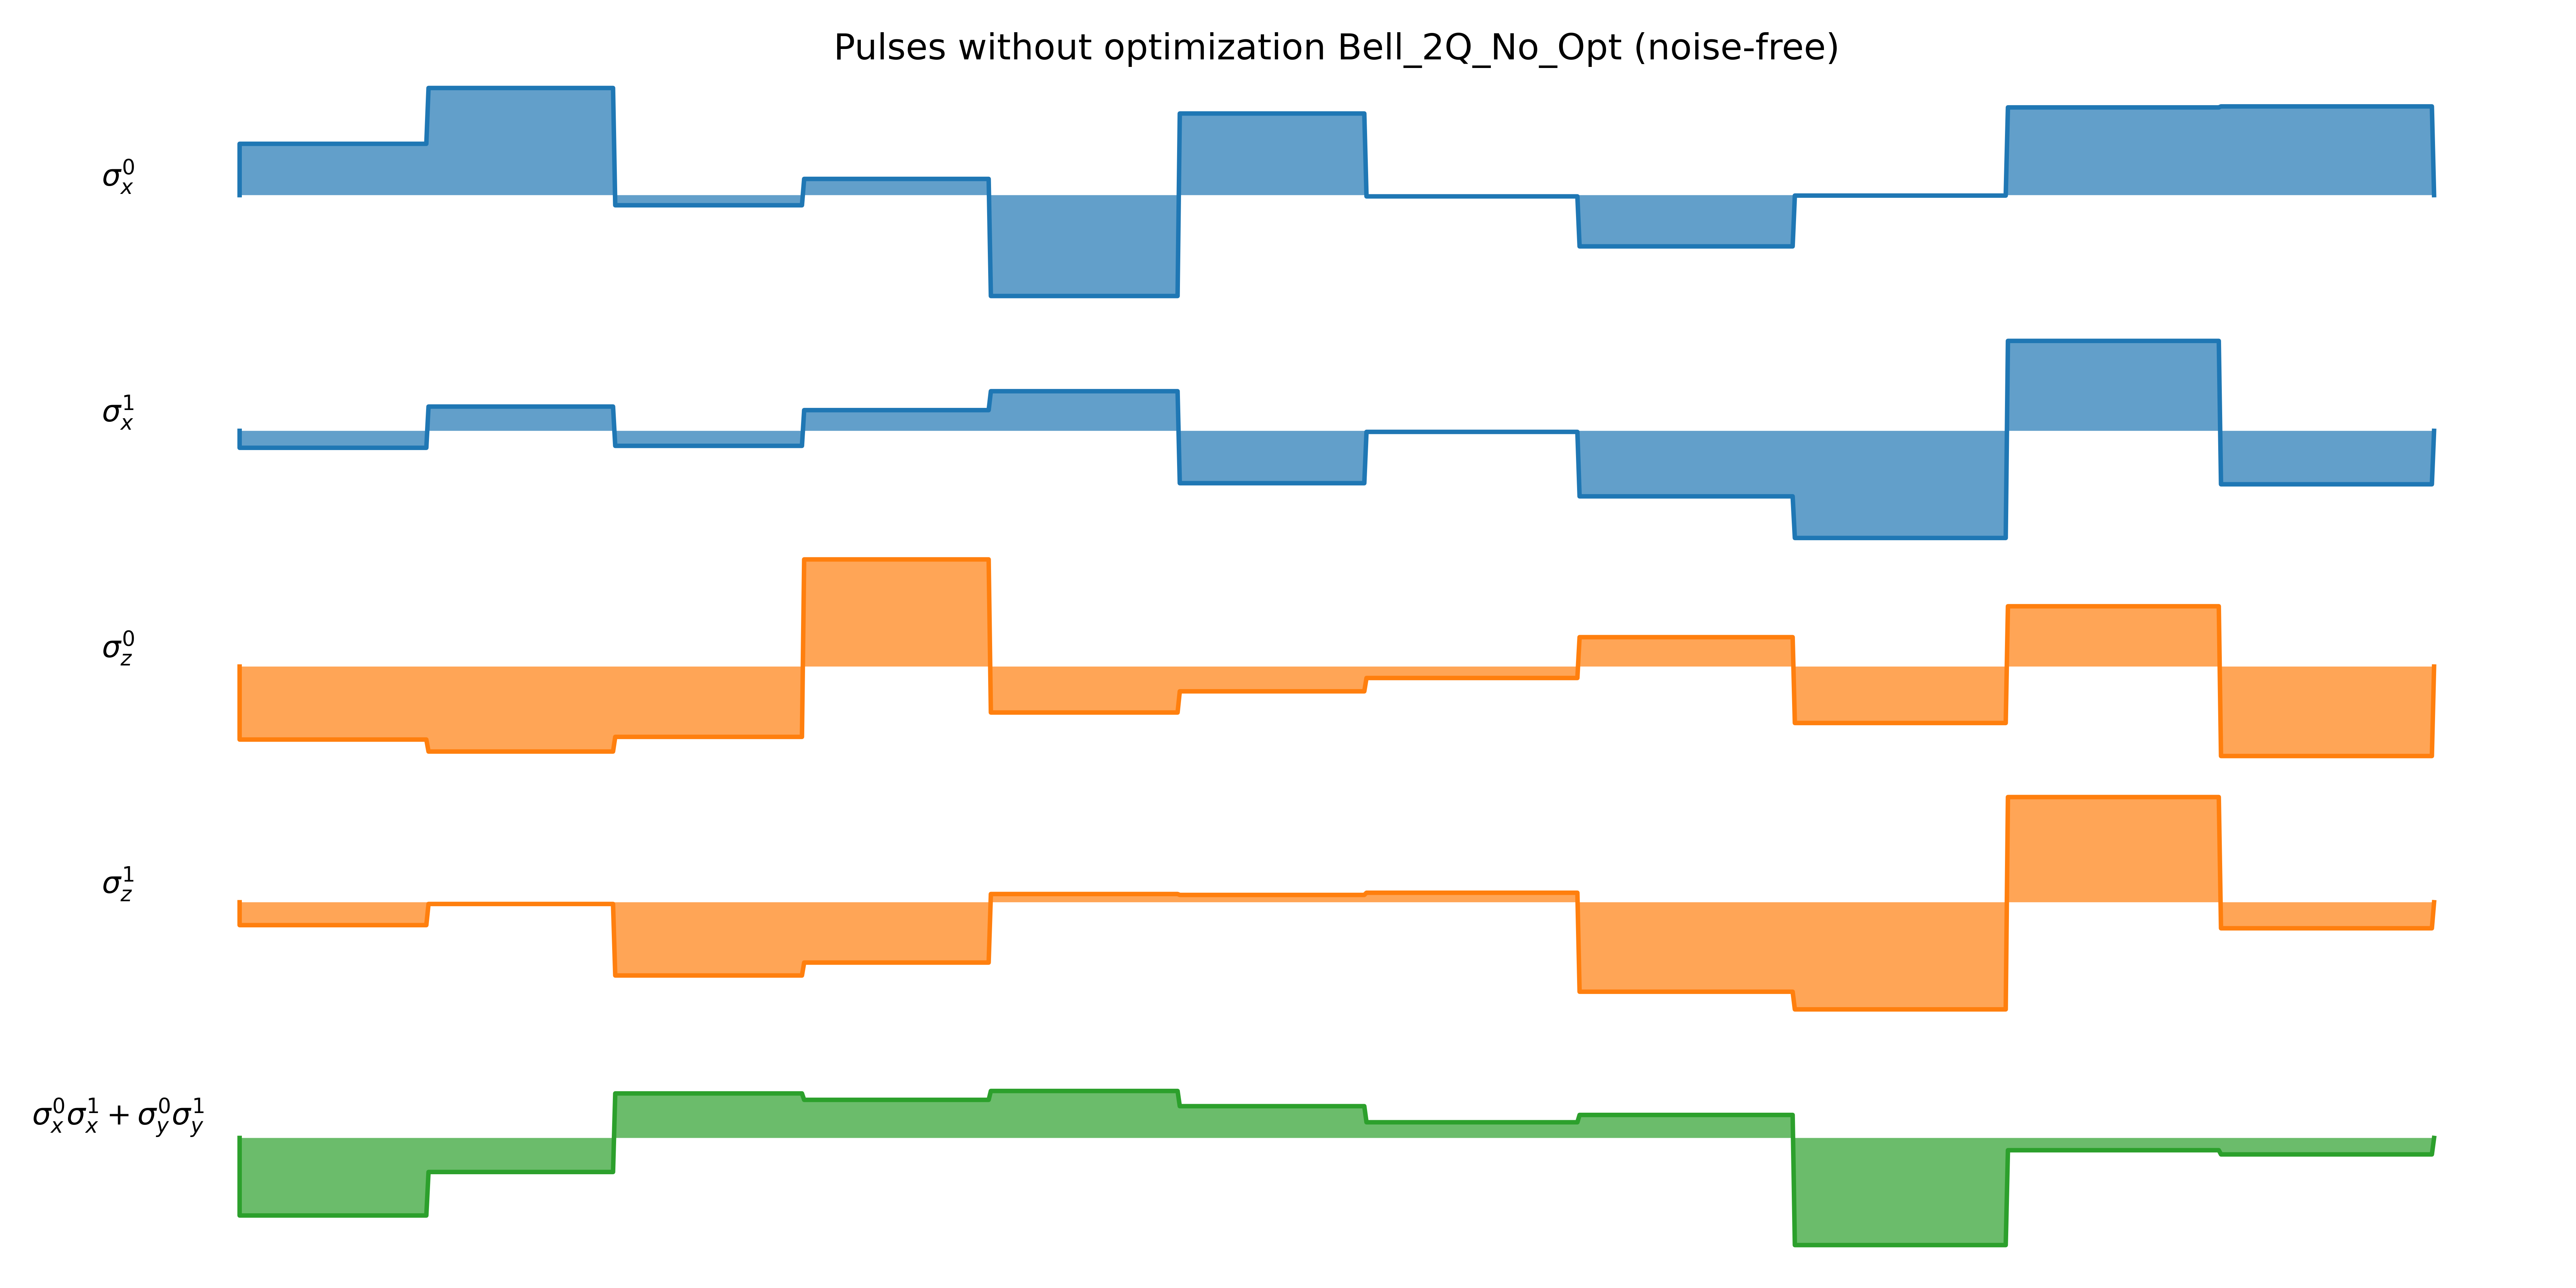 Pulses without optimization Bell_2Q_No_Opt (noise-free)
σ_x^0
σ_x^1
σ_z^0
σ_z^1
σ_x^0σ_x^1 + σ_y^0σ_y^1